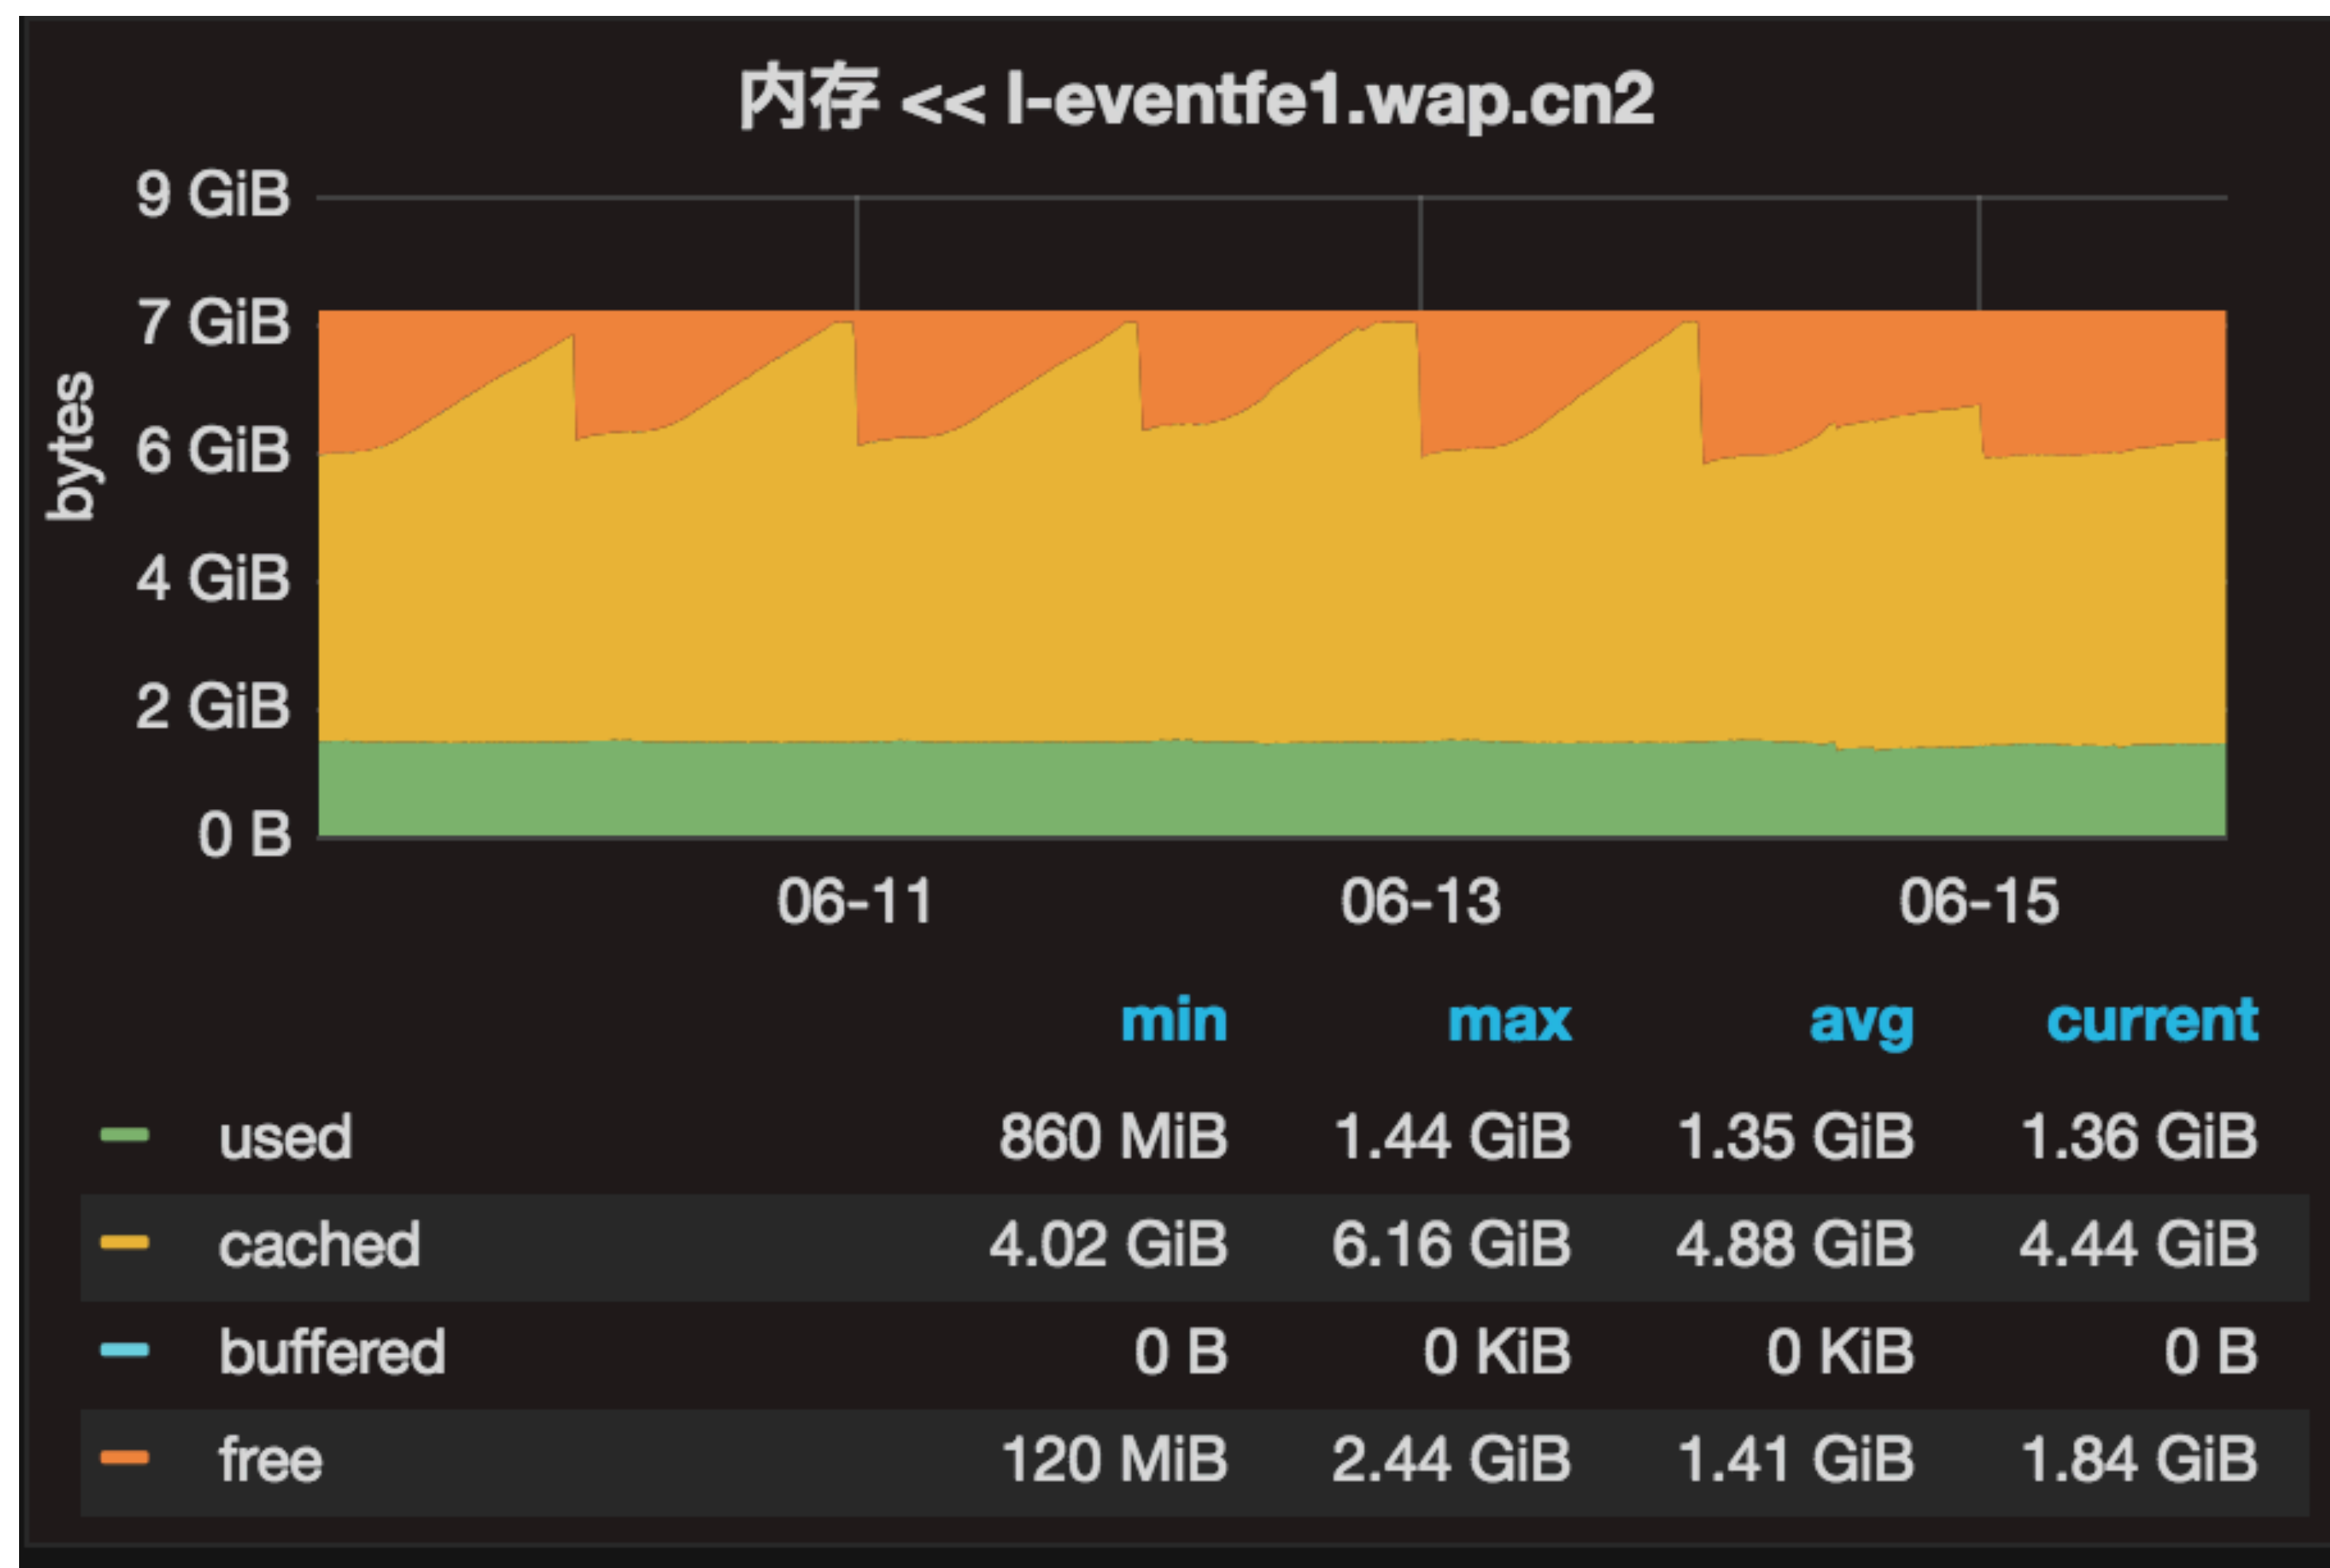 内存 << l-eventfe1.wap.cn2
9 GiB
7 GiB
6 GiB
4 GiB
2 GiB
0 B
bytes
06-11 06-13 06-15
min max avg current
used 860 MiB 1.44 GiB 1.35 GiB 1.36 GiB
cached 4.02 GiB 6.16 GiB 4.88 GiB 4.44 GiB
buffered 0 B 0 KiB 0 KiB 0 B
free 120 MiB 2.44 GiB 1.41 GiB 1.84 GiB